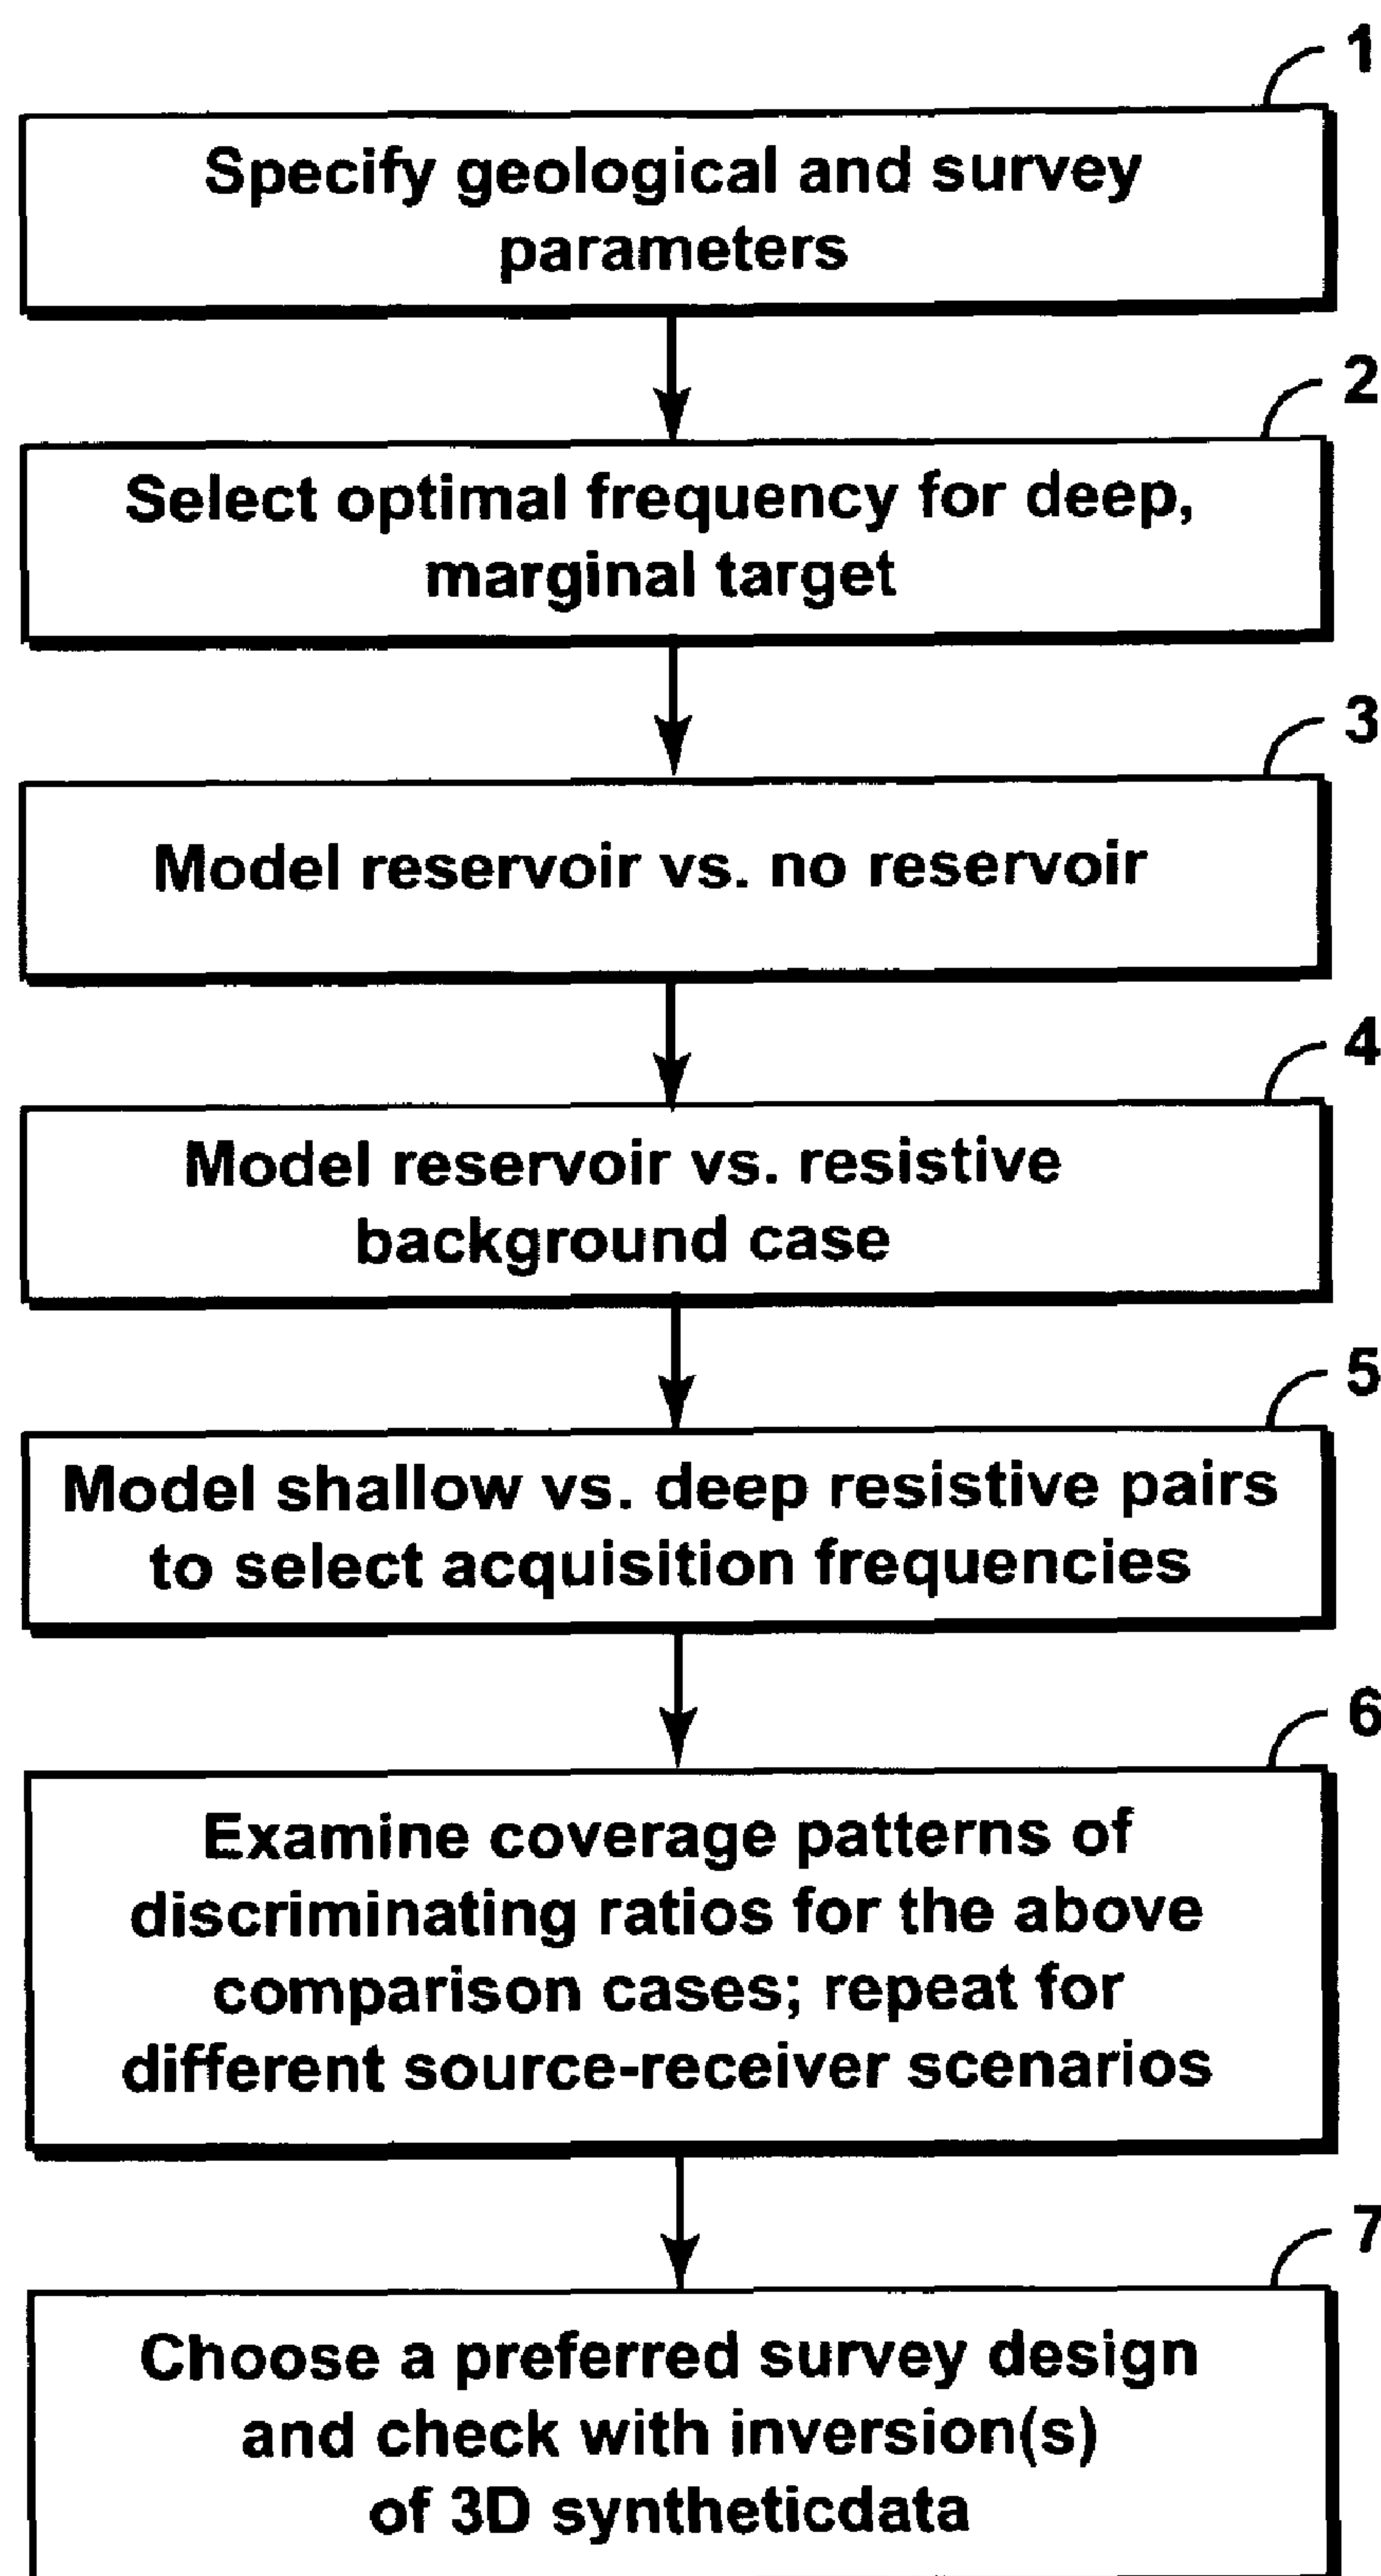 1
Specify geological and survey
parameters
2
Select optimal frequency for deep,
marginal target
3
Model reservoir vs. no reservoir
4
Model reservoir vs. resistive
background case
5
Model shallow vs. deep resistive pairs
to select acquisition frequencies
6
Examine coverage patterns of
discriminating ratios for the above
comparison cases; repeat for
different source-receiver scenarios
7
Choose a preferred survey design
and check with inversion(s)
of 3D syntheticdata